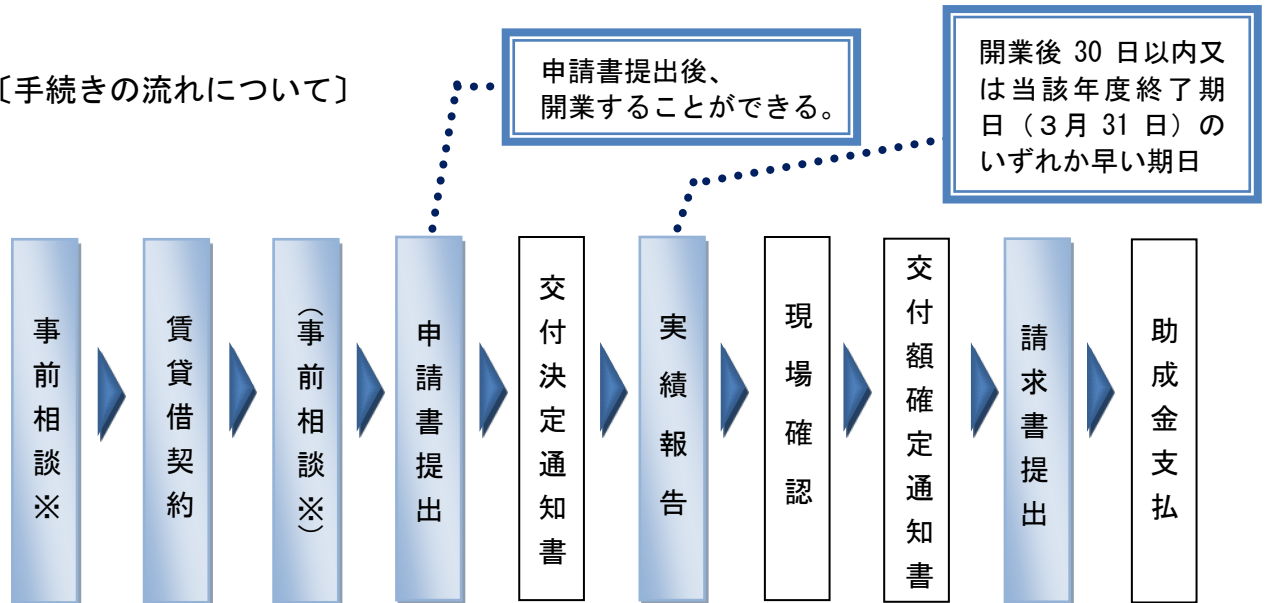 〔手続きの流れについて〕
申請書提出後、
開業することができる。
開業後 30 日以内又
は当該年度終了期
日（３月 31 日）の
いずれか早い期日
事前相談※
賃貸借契約
（事前相談※）
申請書提出
交付決定通知書
実績報告
現場確認
交付額確定通知書
請求書提出
助成金支払